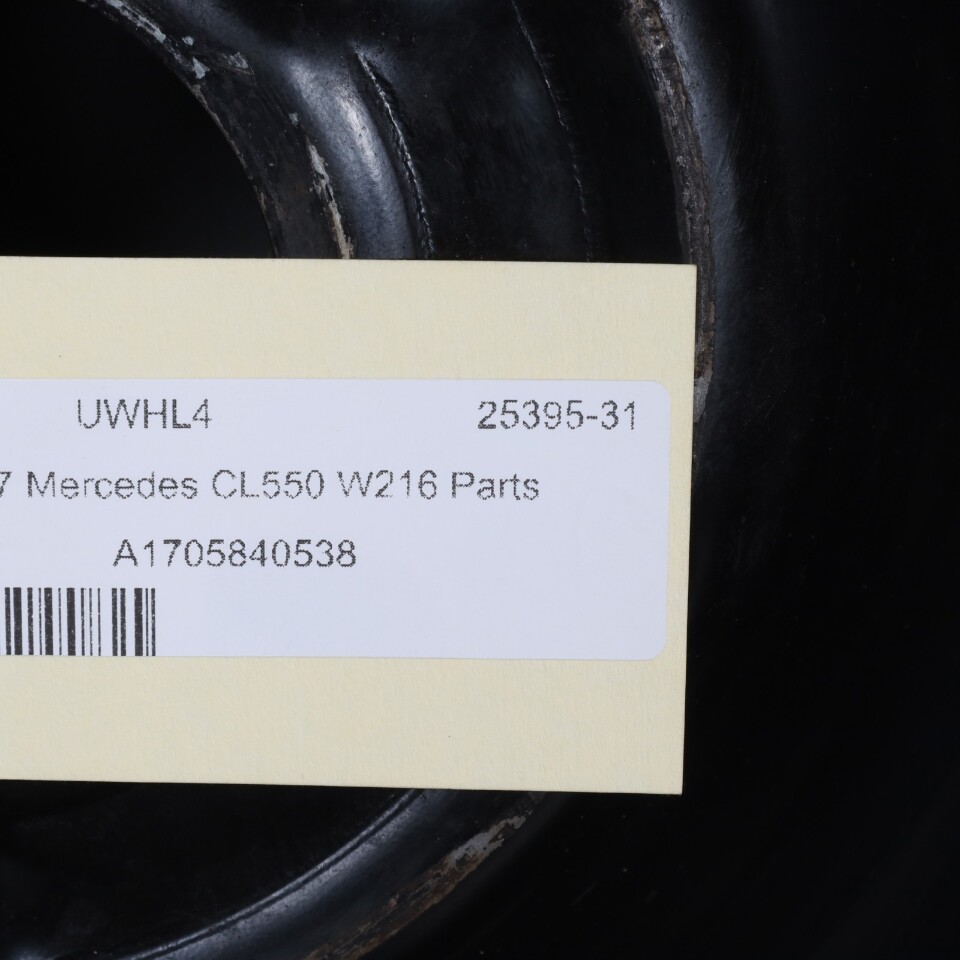 UWHL4 25395-31
7 Mercedes CL550 W216 Parts
A1705840538